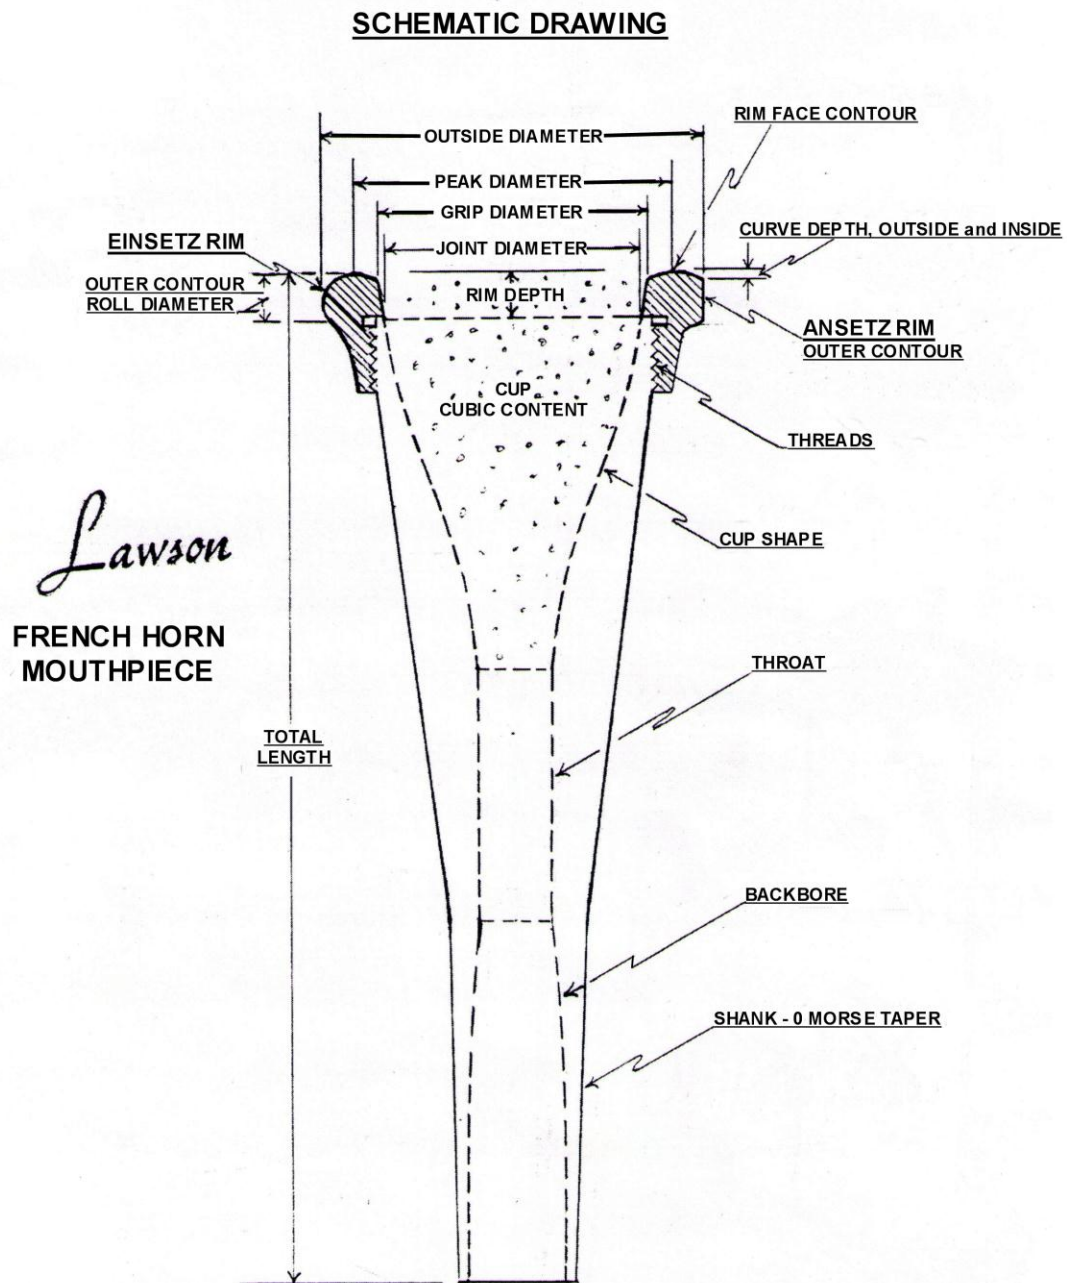 SCHEMATIC DRAWING
RIM FACE CONTOUR
OUTSIDE DIAMETER
PEAK DIAMETER
GRIP DIAMETER
CURVE DEPTH, OUTSIDE and INSIDE
EINSETZ RIM
JOINT DIAMETER
OUTER CONTOUR
ROLL DIAMETER
RIM DEPTH
ANSETZ RIM
OUTER CONTOUR
CUP
CUBIC CONTENT
THREADS
CUP SHAPE
Lawson
FRENCH HORN
MOUTHPIECE
THROAT
TOTAL
LENGTH
BACKBORE
SHANK - 0 MORSE TAPER